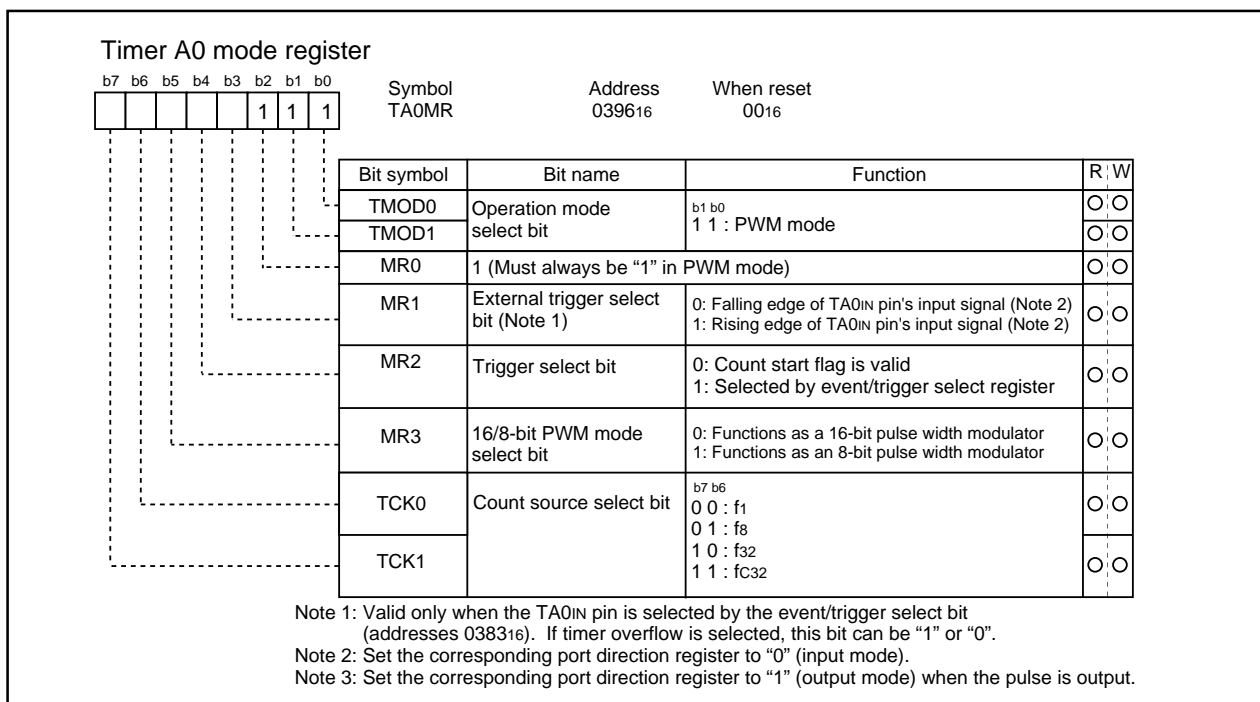 Timer A0 mode register
b7 b6 b5 b4 b3 b2 b1 b0
1 1 1
Symbol Address When reset
TA0MR 039616 0016
Bit symbol Bit name Function R W
TMOD0 Operation mode select bit b1 b0
TMOD1 1 1 : PWM mode
MR0 1 (Must always be “1” in PWM mode)
MR1 External trigger select bit (Note 1) 0: Falling edge of TA0IN pin's input signal (Note 2)
1: Rising edge of TA0IN pin's input signal (Note 2)
MR2 Trigger select bit 0: Count start flag is valid
1: Selected by event/trigger select register
MR3 16/8-bit PWM mode select bit 0: Functions as a 16-bit pulse width modulator
1: Functions as an 8-bit pulse width modulator
TCK0 Count source select bit b7 b6
0 0 : f1
0 1 : f8
TCK1 1 0 : f32
1 1 : fC32
Note 1: Valid only when the TA0IN pin is selected by the event/trigger select bit
(addresses 038316). If timer overflow is selected, this bit can be “1” or “0”.
Note 2: Set the corresponding port direction register to “0” (input mode).
Note 3: Set the corresponding port direction register to “1” (output mode) when the pulse is output.